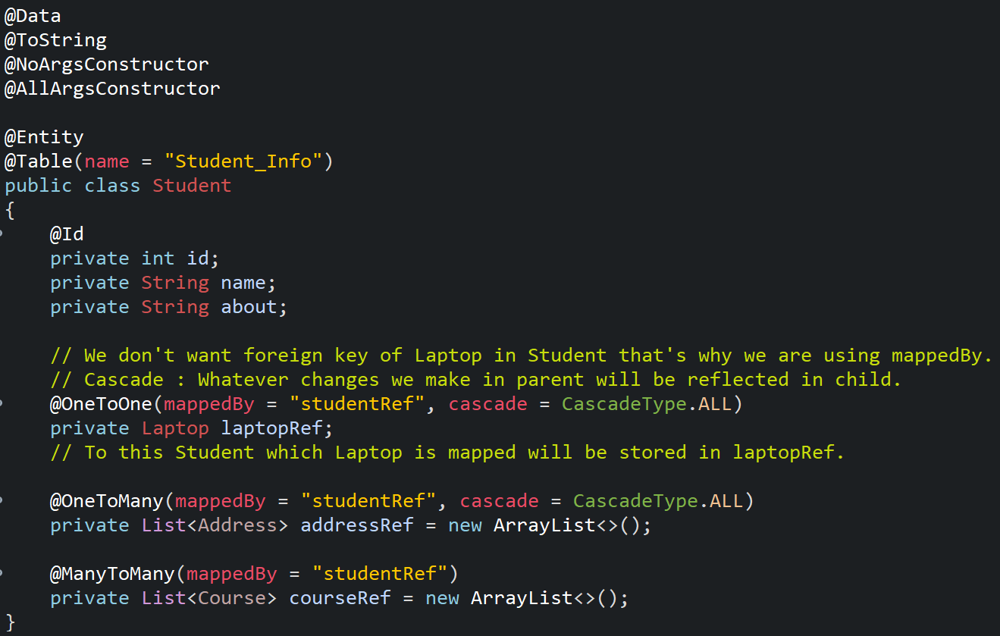 @Data
@ToString
@NoArgsConstructor
@AllArgsConstructor
@Entity
@Table(name = "Student_Info")
public class Student
{
@Id
private int id;
private String name;
private String about;
// We don't want foreign key of Laptop in Student that's why we are using mappedBy.
// Cascade : Whatever changes we make in parent will be reflected in child.
@OneToOne(mappedBy = "studentRef", cascade = CascadeType.ALL)
private Laptop laptopRef;
// To this Student which Laptop is mapped will be stored in laptopRef.
@OneToMany(mappedBy = "studentRef", cascade = CascadeType.ALL)
private List<Address> addressRef = new ArrayList<>();
@ManyToMany(mappedBy = "studentRef")
private List<Course> courseRef = new ArrayList<>();
}